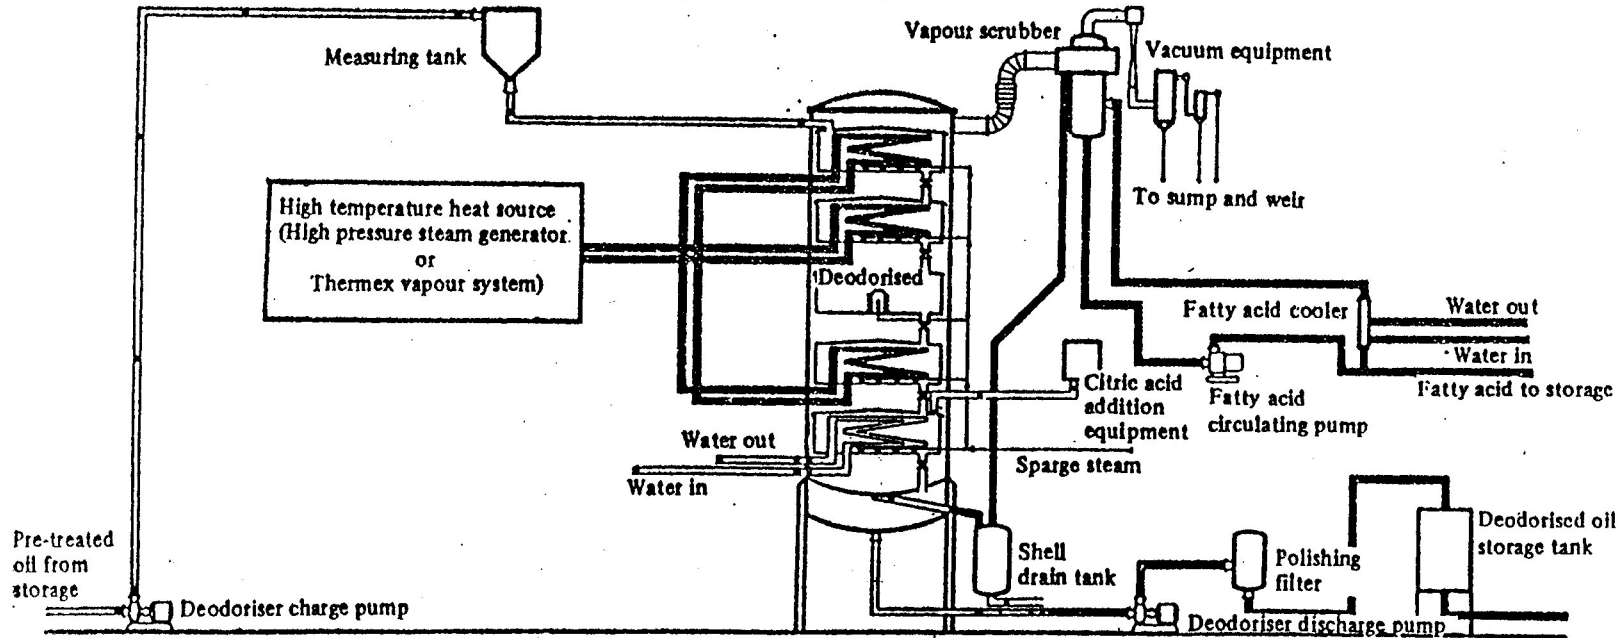 Measuring tank
Vapour scrubber
Vacuum equipment
To sump and weir
High temperature heat source
(High pressure steam generator
or
Thermex vapour system)
Deodorised
Fatty acid cooler
Water out
Water in
Fatty acid to storage
Citric acid
addition
equipment
Fatty acid
circulating pump
Water out
Water in
Sparge steam
Pre-treated
oil from
storage
Deodoriser charge pump
Shell
drain tank
Polishing
filter
Deodorised oil
storage tank
Deodoriser discharge pump